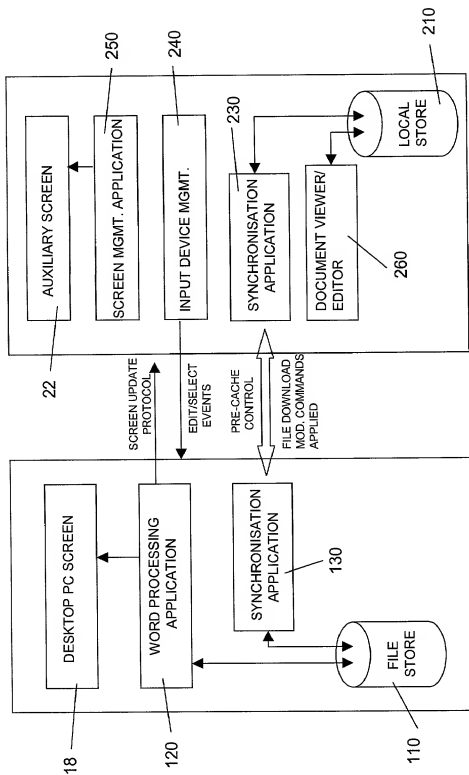 18
DESKTOP PC SCREEN
120
WORD PROCESSING
APPLICATION
SYNCHRONISATION
APPLICATION
130
FILE
STORE
110
SCREEN UPDATE
PROTOCOL
EDIT/SELECT
EVENTS
PRE-CACHE
CONTROL
FILE DOWNLOAD
MOD. COMMANDS
APPLIED
AUXILIARY SCREEN
22
SCREEN MGMT. APPLICATION
250
INPUT DEVICE MGMT.
240
SYNCHRONISATION
APPLICATION
230
DOCUMENT VIEWER/
EDITOR
260
LOCAL
STORE
210